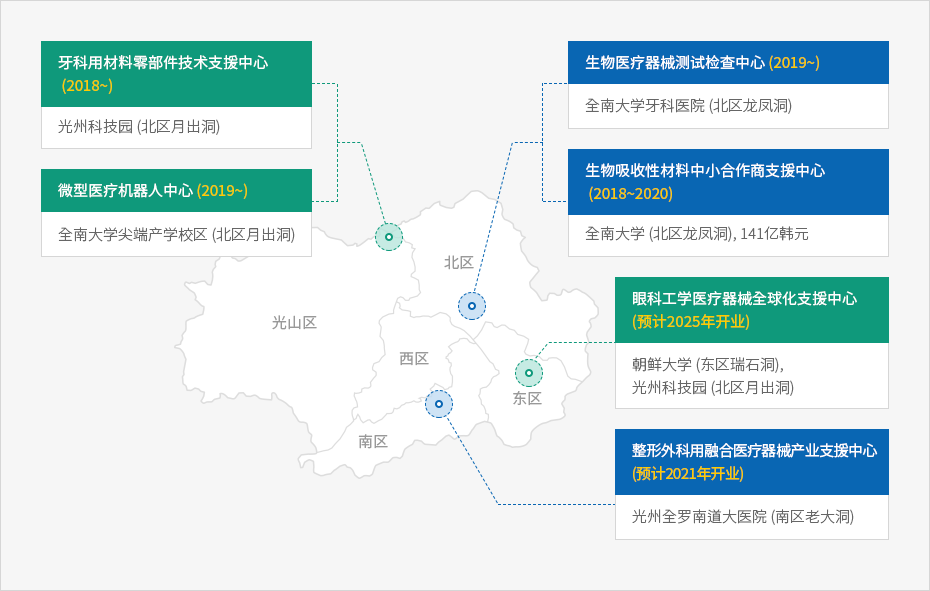 牙科用材料零部件技术支援中心
(2018~)
光州科技园 (北区月出洞)
微型医疗机器人中心 (2019~)
全南大学尖端产学校区 (北区月出洞)
生物医疗器械测试检查中心 (2019~)
全南大学牙科医院 (北区龙凤洞)
生物吸收性材料中小合作商支援中心
(2018~2020)
全南大学 (北区龙凤洞), 141亿韩元
眼科工学医疗器械全球化支援中心
(预计2025年开业)
朝鲜大学 (东区瑞石洞),
光州科技园 (北区月出洞)
整形外科用融合医疗器械产业支援中心
(预计2021年开业)
光州全罗南道大医院 (南区老大洞)
北区
光山区
西区
东区
南区